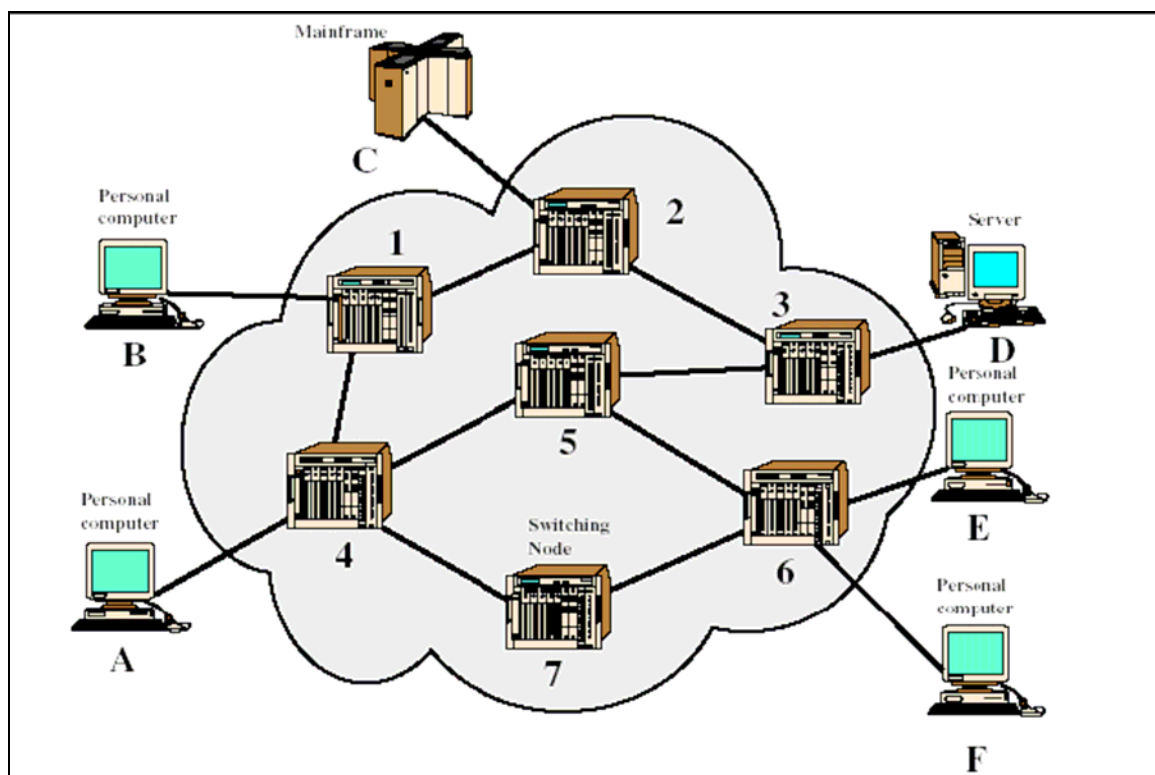 Mainframe
C
2
Personal
computer
1
Server
B
3
D
Personal
computer
5
Personal
computer
Switching
Node
E
4
6
Personal
computer
A
7
F